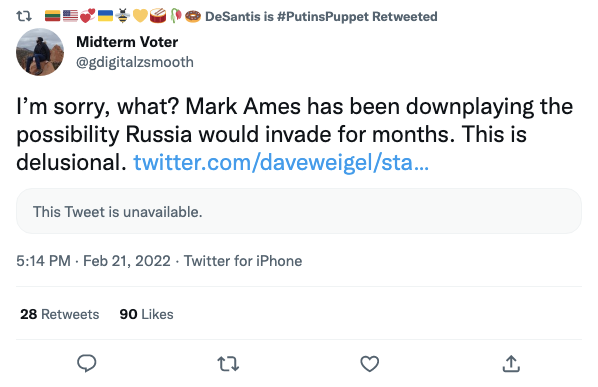 DeSantis is #PutinsPuppet Retweeted
Midterm Voter
@gdigitalzsmooth
I’m sorry, what? Mark Ames has been downplaying the
possibility Russia would invade for months. This is
delusional. twitter.com/daveweigel/sta…
This Tweet is unavailable.
5:14 PM · Feb 21, 2022 · Twitter for iPhone
28 Retweets 90 Likes